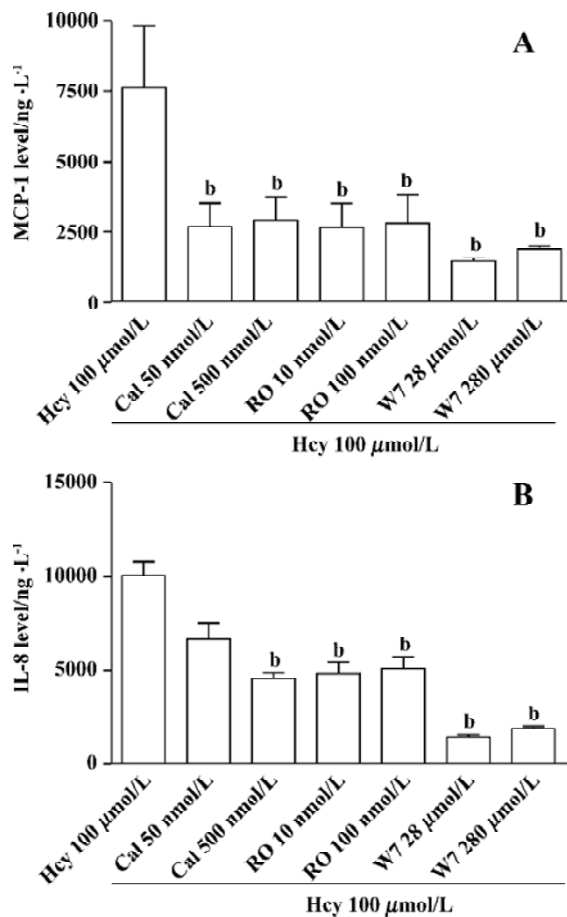 A
MCP-1 level/ng ·L⁻¹
10000
7500
5000
2500
0
b
b
b
b
b
b
Hcy 100 μmol/L
Cal 50 nmol/L
Cal 500 nmol/L
RO 10 nmol/L
RO 100 nmol/L
W7 28 μmol/L
W7 280 μmol/L
Hcy 100 μmol/L
B
IL-8 level/ng ·L⁻¹
15000
10000
5000
0
b
b
b
b
b
Hcy 100 μmol/L
Cal 50 nmol/L
Cal 500 nmol/L
RO 10 nmol/L
RO 100 nmol/L
W7 28 μmol/L
W7 280 μmol/L
Hcy 100 μmol/L